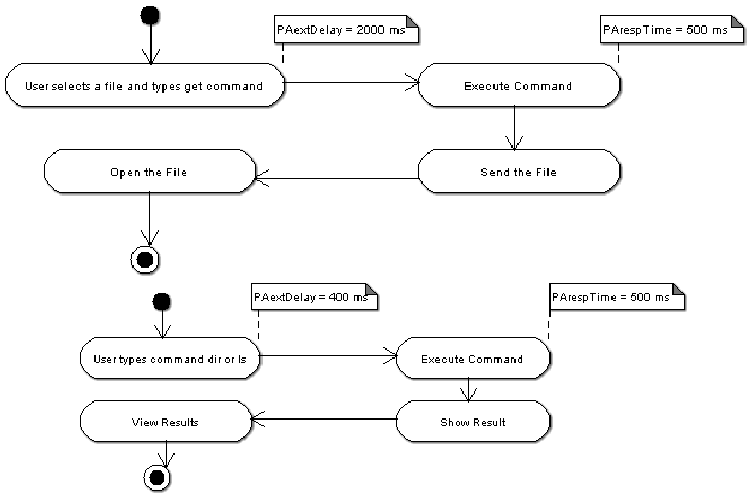 PAextDelay = 2000 ms
PArespTime = 500 ms
User selects a file and types get command
Execute Command
Open the File
Send the File
PAextDelay = 400 ms
PArespTime = 500 ms
User types command dir or ls
Execute Command
View Results
Show Result